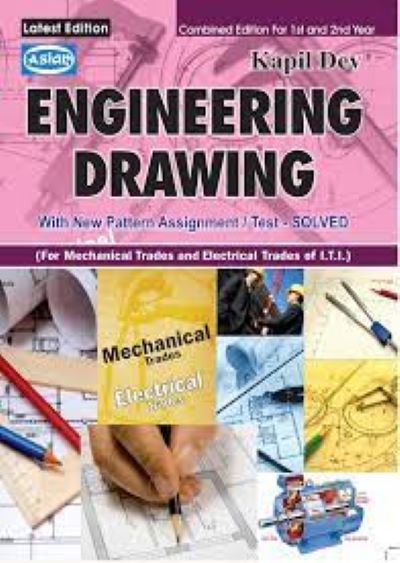 Latest Edition
Combined Edition For 1st and 2nd Year
Asian
Kapil Dev
ENGINEERING
DRAWING
With New Pattern Assignment / Test - SOLVED
(For Mechanical Trades and Electrical Trades of I.T.I.)
Mechanical
Trades
Electrical
Trades